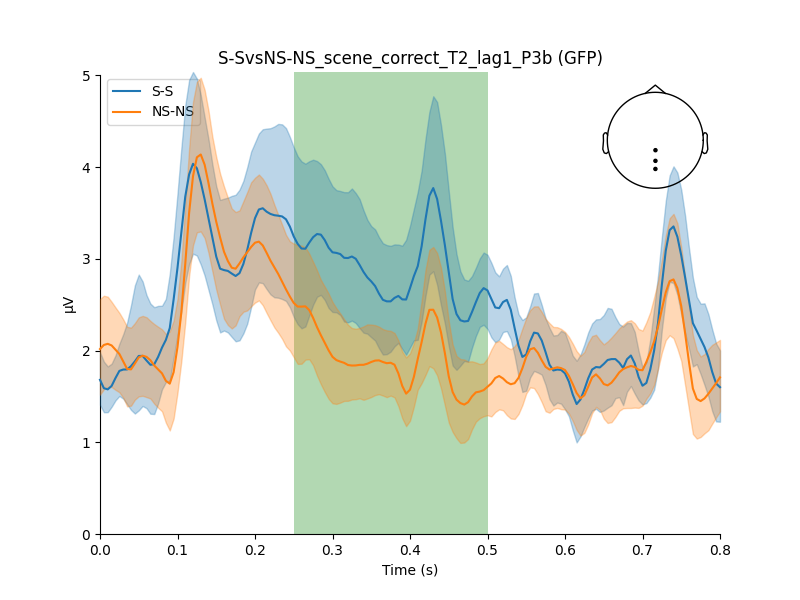 S-SvsNS-NS_scene_correct_T2_lag1_P3b (GFP)
S-S
NS-NS
5
4
3
2
1
0
µV
0.0 0.1 0.2 0.3 0.4 0.5 0.6 0.7 0.8
Time (s)